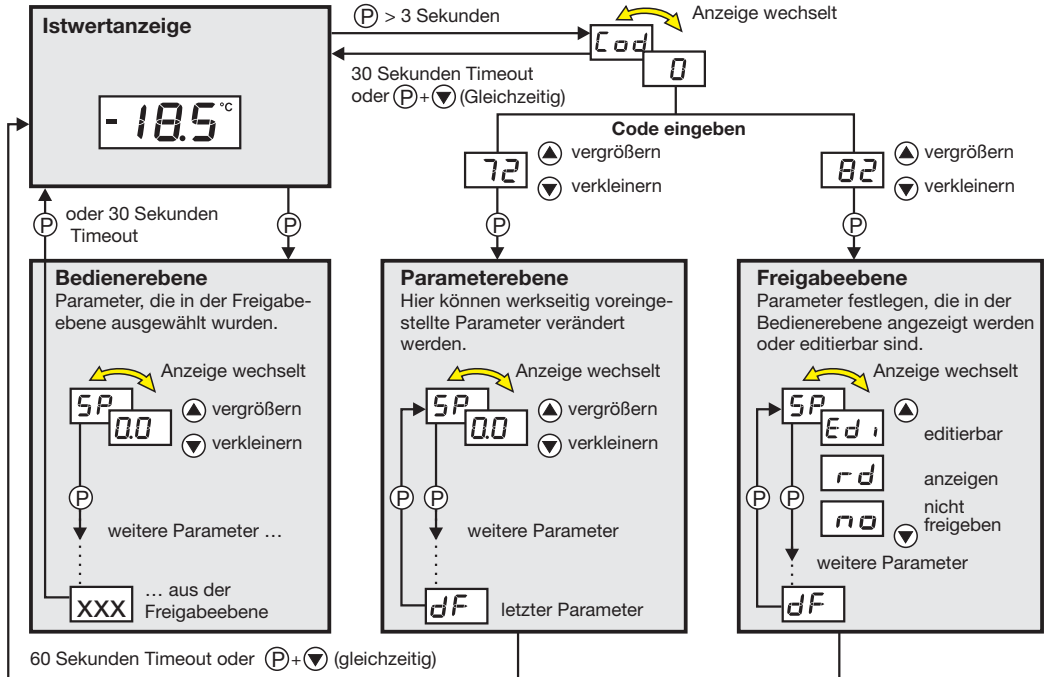 Istwertanzeige
-18.5 °C
P > 3 Sekunden
Anzeige wechselt
Cod
0
30 Sekunden Timeout
oder P + ▼ (Gleichzeitig)
Code eingeben
72
▲ vergrößern
▼ verkleinern
82
▲ vergrößern
▼ verkleinern
P
oder 30 Sekunden
Timeout
P
P
P
Bedienerebene
Parameter, die in der Freigabe-
ebene ausgewählt wurden.
Anzeige wechselt
SP
0.0
▲ vergrößern
▼ verkleinern
P
weitere Parameter ...
xxx
... aus der
Freigabeebene
Parameterebene
Hier können werkseitig voreinge-
stellte Parameter verändert
werden.
Anzeige wechselt
SP
0.0
▲ vergrößern
▼ verkleinern
P
P
weitere Parameter
dF
letzter Parameter
Freigabeebene
Parameter festlegen, die in der
Bedienerebene angezeigt werden
oder editierbar sind.
Anzeige wechselt
SP
Edi
▲
editierbar
rd
anzeigen
no
nicht
freigeben
▼
P
P
weitere Parameter
dF
60 Sekunden Timeout oder P + ▼ (gleichzeitig)